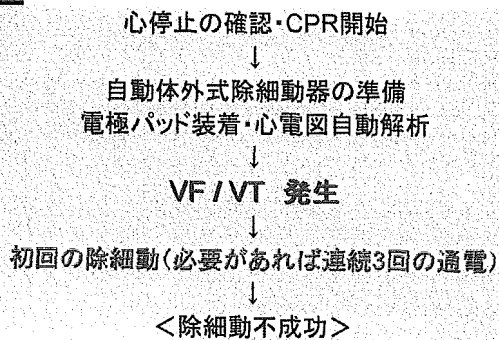 心停止の確認・CPR開始
↓
自動体外式除細動器の準備
電極パッド装着・心電図自動解析
↓
VF / VT 発生
↓
初回の除細動(必要があれば連続3回の通電)
↓
＜除細動不成功＞